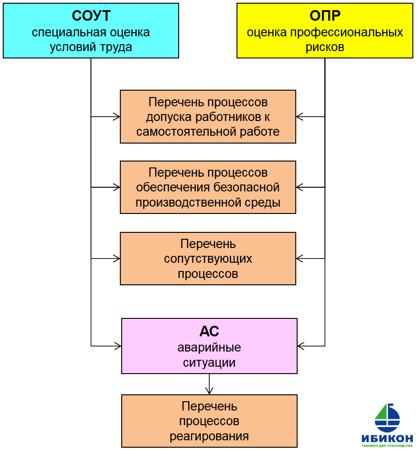 СОУТ
специальная оценка
условий труда
ОПР
оценка профессиональных
рисков
Перечень процессов
допуска работников к
самостоятельной работе
Перечень процессов
обеспечения безопасной
производственной среды
Перечень
сопутствующих
процессов
АС
аварийные
ситуации
Перечень
процессов
реагирования
ИБИКОН